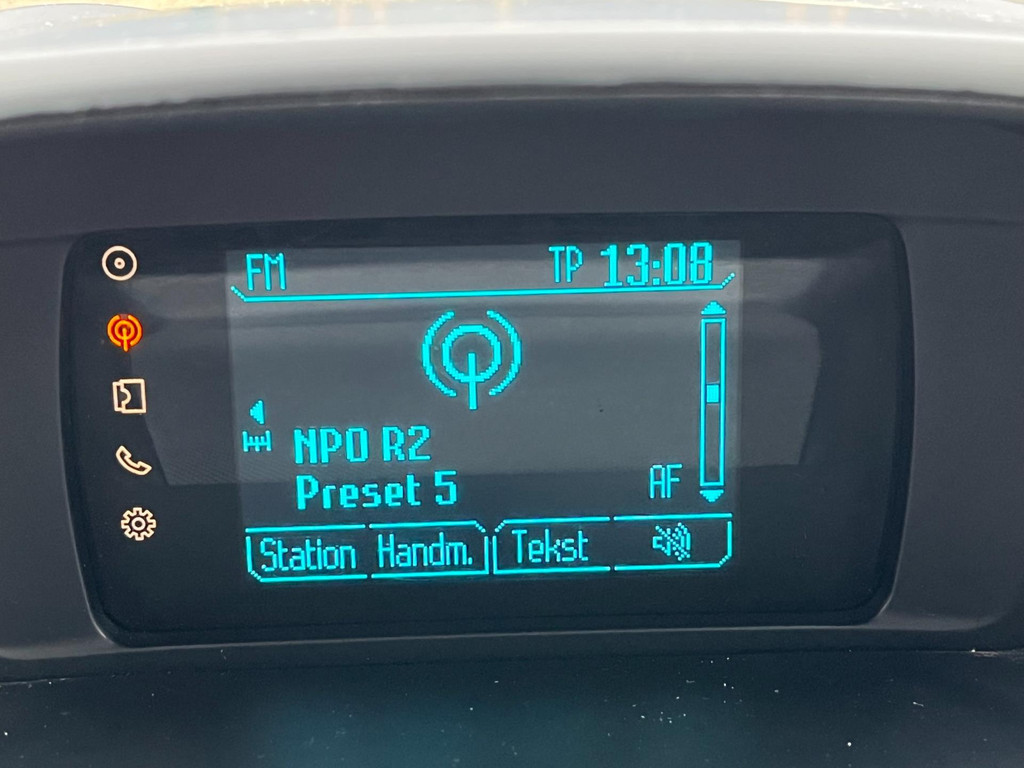 FM TP 13:08
NPO R2
Preset 5 AF
Station Handm. Tekst